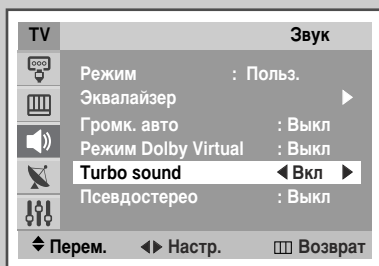 TV Звук
Режим : Польз.
Эквалайзер
Громк. авто : Выкл
Режим Dolby Virtual : Выкл
Turbo sound Вкл
Псевдостерео : Выкл
Перем. Настр. Возврат